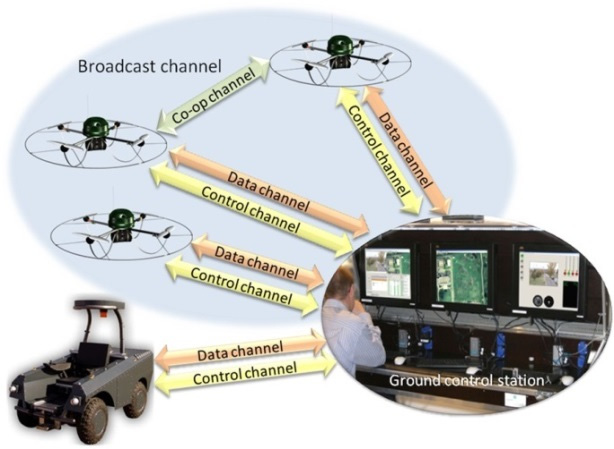 Broadcast channel
Co-op channel
Control channel
Data channel
Data channel
Control channel
Data channel
Control channel
Data channel
Control channel
Ground control station